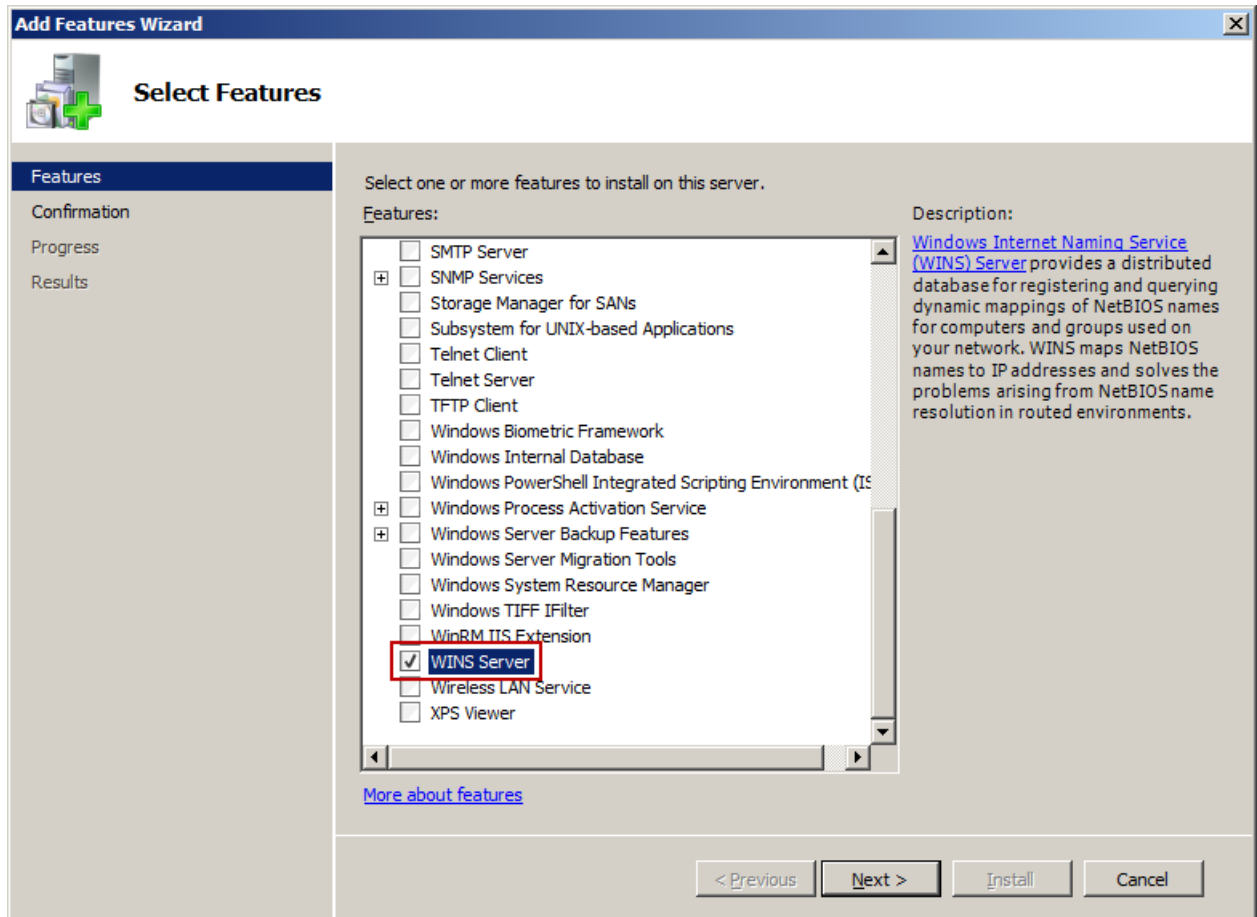 Add Features Wizard
Select Features
Features
Confirmation
Progress
Results
Select one or more features to install on this server.
Features:
SMTP Server
SNMP Services
Storage Manager for SANs
Subsystem for UNIX-based Applications
Telnet Client
Telnet Server
TFTP Client
Windows Biometric Framework
Windows Internal Database
Windows PowerShell Integrated Scripting Environment (IS
Windows Process Activation Service
Windows Server Backup Features
Windows Server Migration Tools
Windows System Resource Manager
Windows TIFF IFilter
WinRM IIS Extension
WINS Server
Wireless LAN Service
XPS Viewer
More about features
Description:
Windows Internet Naming Service
(WINS) Server provides a distributed
database for registering and querying
dynamic mappings of NetBIOS names
for computers and groups used on
your network. WINS maps NetBIOS
names to IP addresses and solves the
problems arising from NetBIOS name
resolution in routed environments.
< Previous
Next >
Install
Cancel